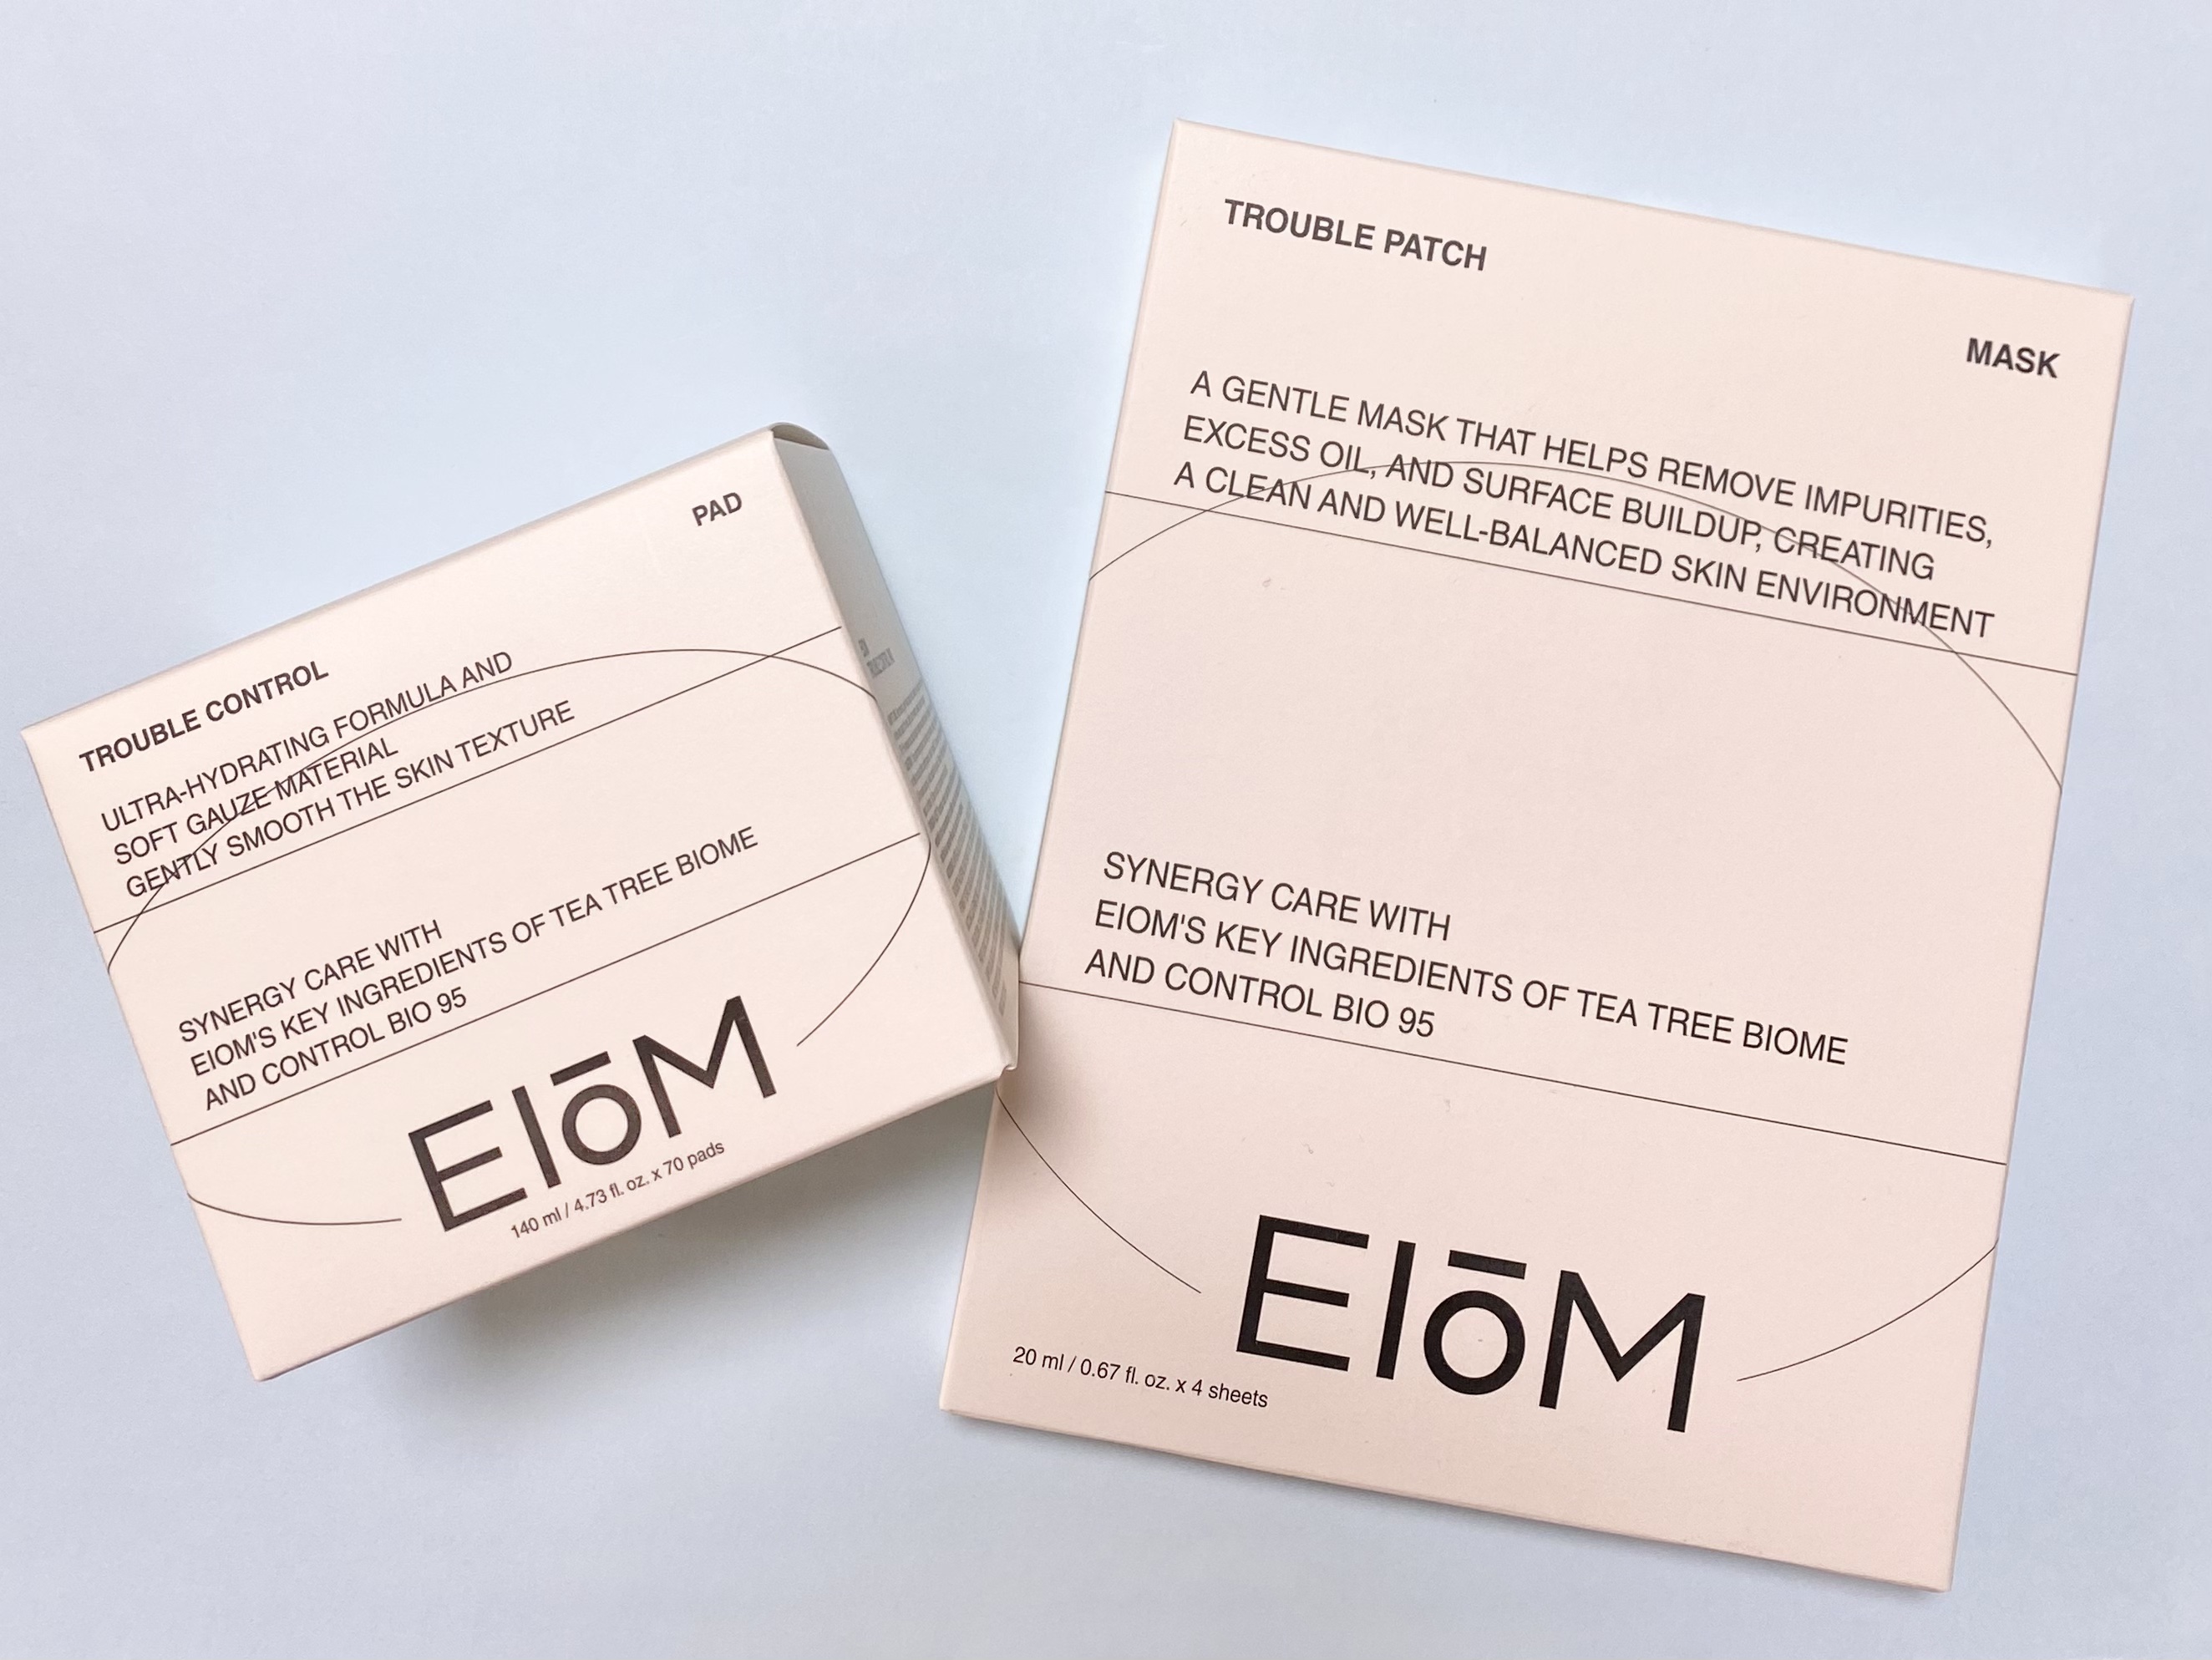 TROUBLE CONTROL
PAD
ULTRA-HYDRATING FORMULA AND
SOFT GAUZE MATERIAL
GENTLY SMOOTH THE SKIN TEXTURE
SYNERGY CARE WITH
EIOM'S KEY INGREDIENTS OF TEA TREE BIOME
AND CONTROL BIO 95
EIōM
140 ml / 4.73 fl. oz. x 70 pads
TROUBLE PATCH
MASK
A GENTLE MASK THAT HELPS REMOVE IMPURITIES,
EXCESS OIL, AND SURFACE BUILDUP, CREATING
A CLEAN AND WELL-BALANCED SKIN ENVIRONMENT
SYNERGY CARE WITH
EIOM'S KEY INGREDIENTS OF TEA TREE BIOME
AND CONTROL BIO 95
EIōM
20 ml / 0.67 fl. oz. x 4 sheets